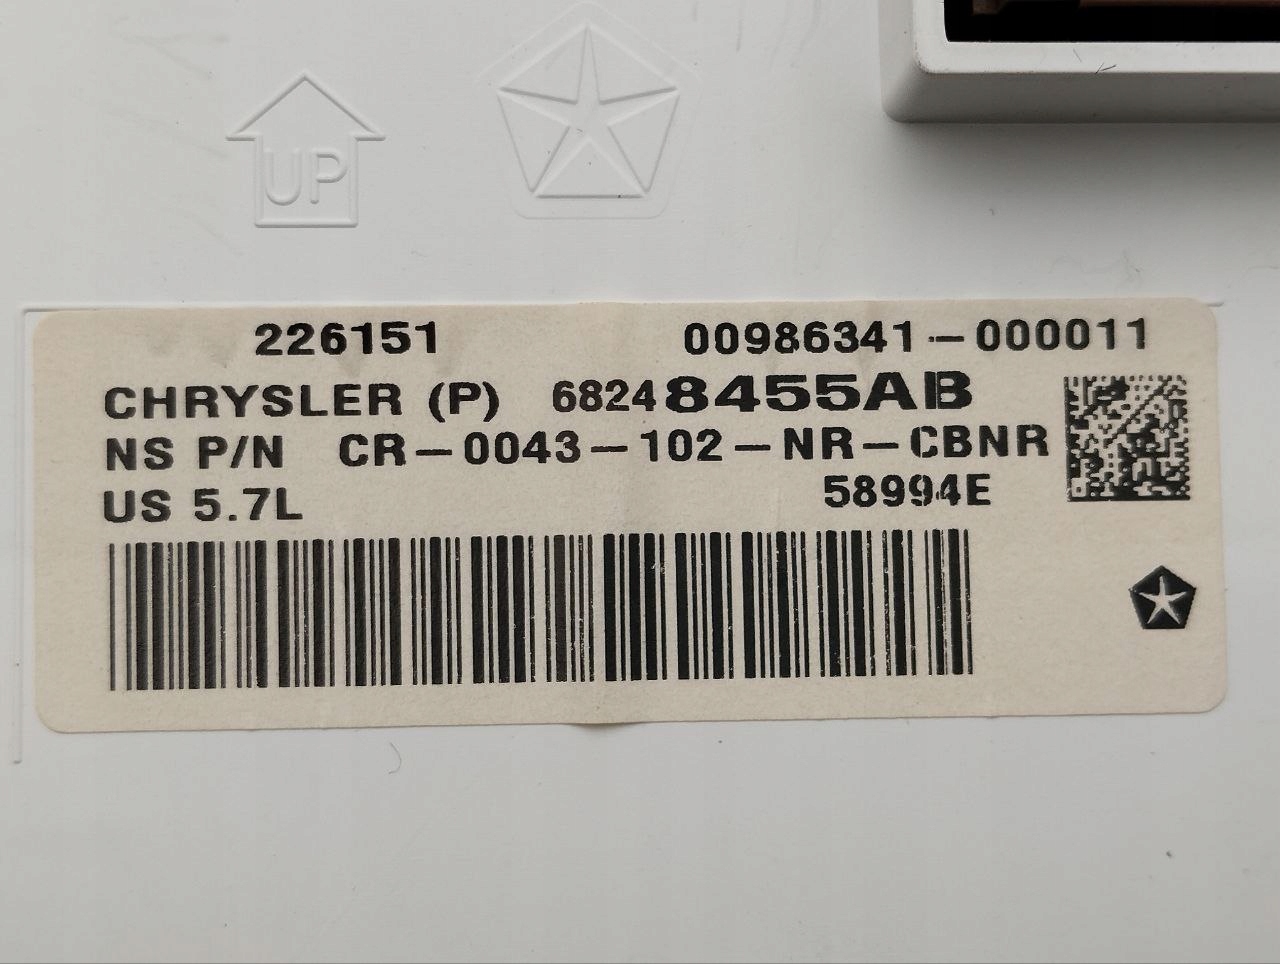 UP
226151 00986341-000011
CHRYSLER (P) 68248455AB
NS P/N CR-0043-102-NR-CBNR
US 5.7L 58994E